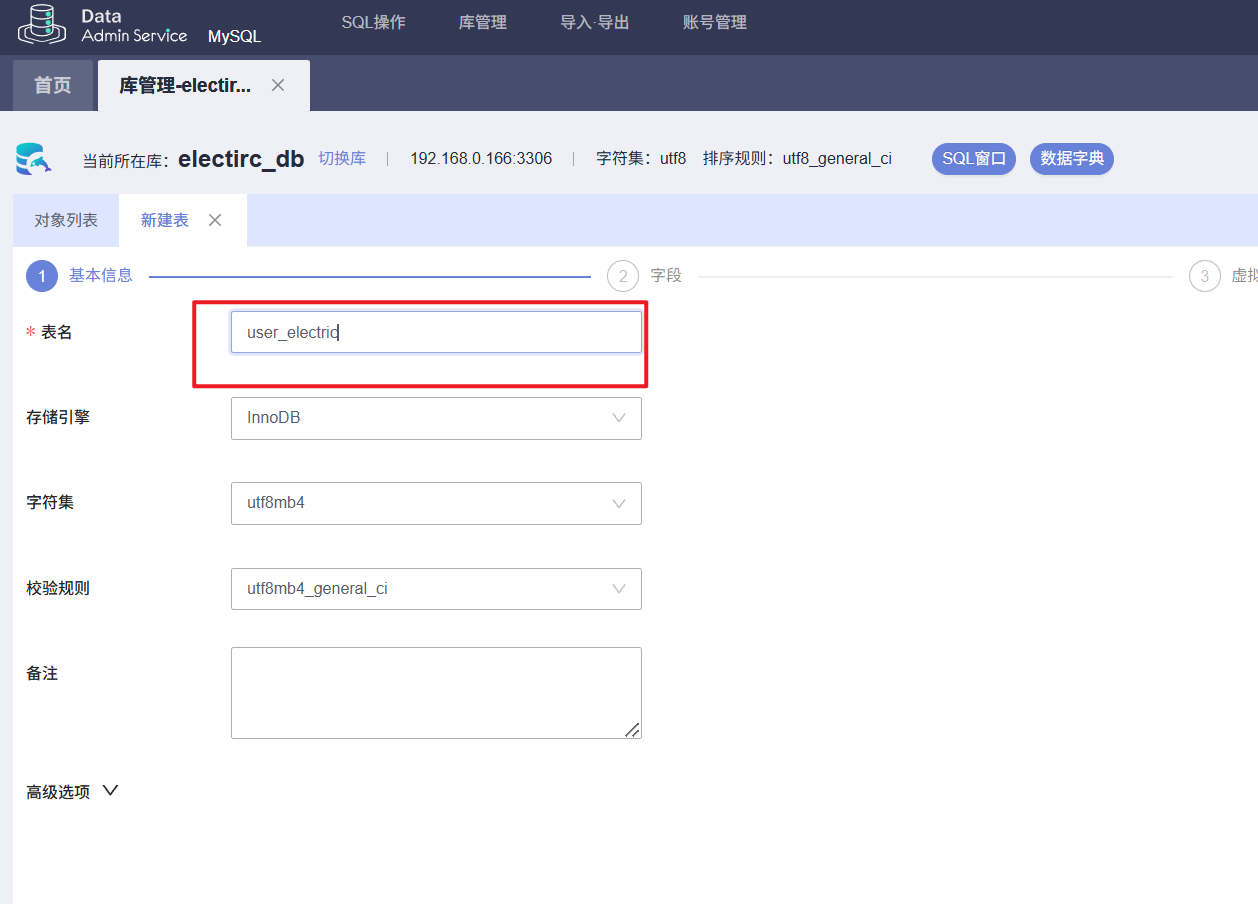 Data
Admin Service MySQL SQL操作 库管理 导入·导出 账号管理
首页 库管理-electir...
当前所在库: electirc_db 切换库 192.168.0.166:3306 字符集: utf8 排序规则: utf8_general_ci SQL窗口 数据字典
对象列表 新建表
1 基本信息 2 字段 3 虚拟
* 表名 user_electric
存储引擎 InnoDB
字符集 utf8mb4
校验规则 utf8mb4_general_ci
备注
高级选项